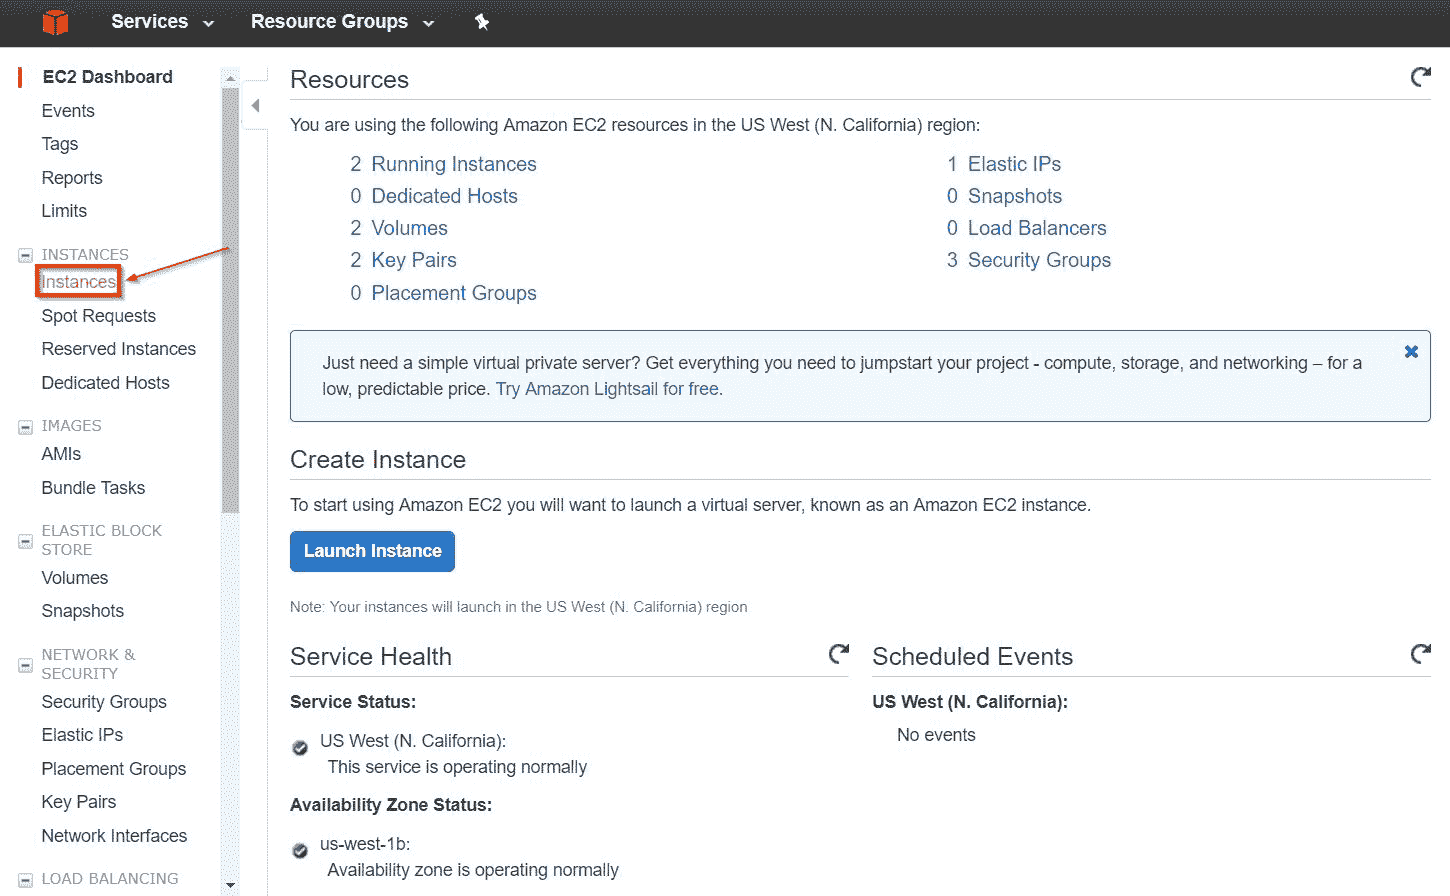 Services
Resource Groups
EC2 Dashboard
Events
Tags
Reports
Limits
INSTANCES
Instances
Spot Requests
Reserved Instances
Dedicated Hosts
IMAGES
AMIs
Bundle Tasks
ELASTIC BLOCK
STORE
Volumes
Snapshots
NETWORK &
SECURITY
Security Groups
Elastic IPs
Placement Groups
Key Pairs
Network Interfaces
LOAD BALANCING
Resources
You are using the following Amazon EC2 resources in the US West (N. California) region:
2 Running Instances
0 Dedicated Hosts
2 Volumes
2 Key Pairs
0 Placement Groups
1 Elastic IPs
0 Snapshots
0 Load Balancers
3 Security Groups
Just need a simple virtual private server? Get everything you need to jumpstart your project - compute, storage, and networking – for a
low, predictable price. Try Amazon Lightsail for free.
Create Instance
To start using Amazon EC2 you will want to launch a virtual server, known as an Amazon EC2 instance.
Launch Instance
Note: Your instances will launch in the US West (N. California) region
Service Health
Service Status:
US West (N. California):
This service is operating normally
Availability Zone Status:
us-west-1b:
Availability zone is operating normally
Scheduled Events
US West (N. California):
No events